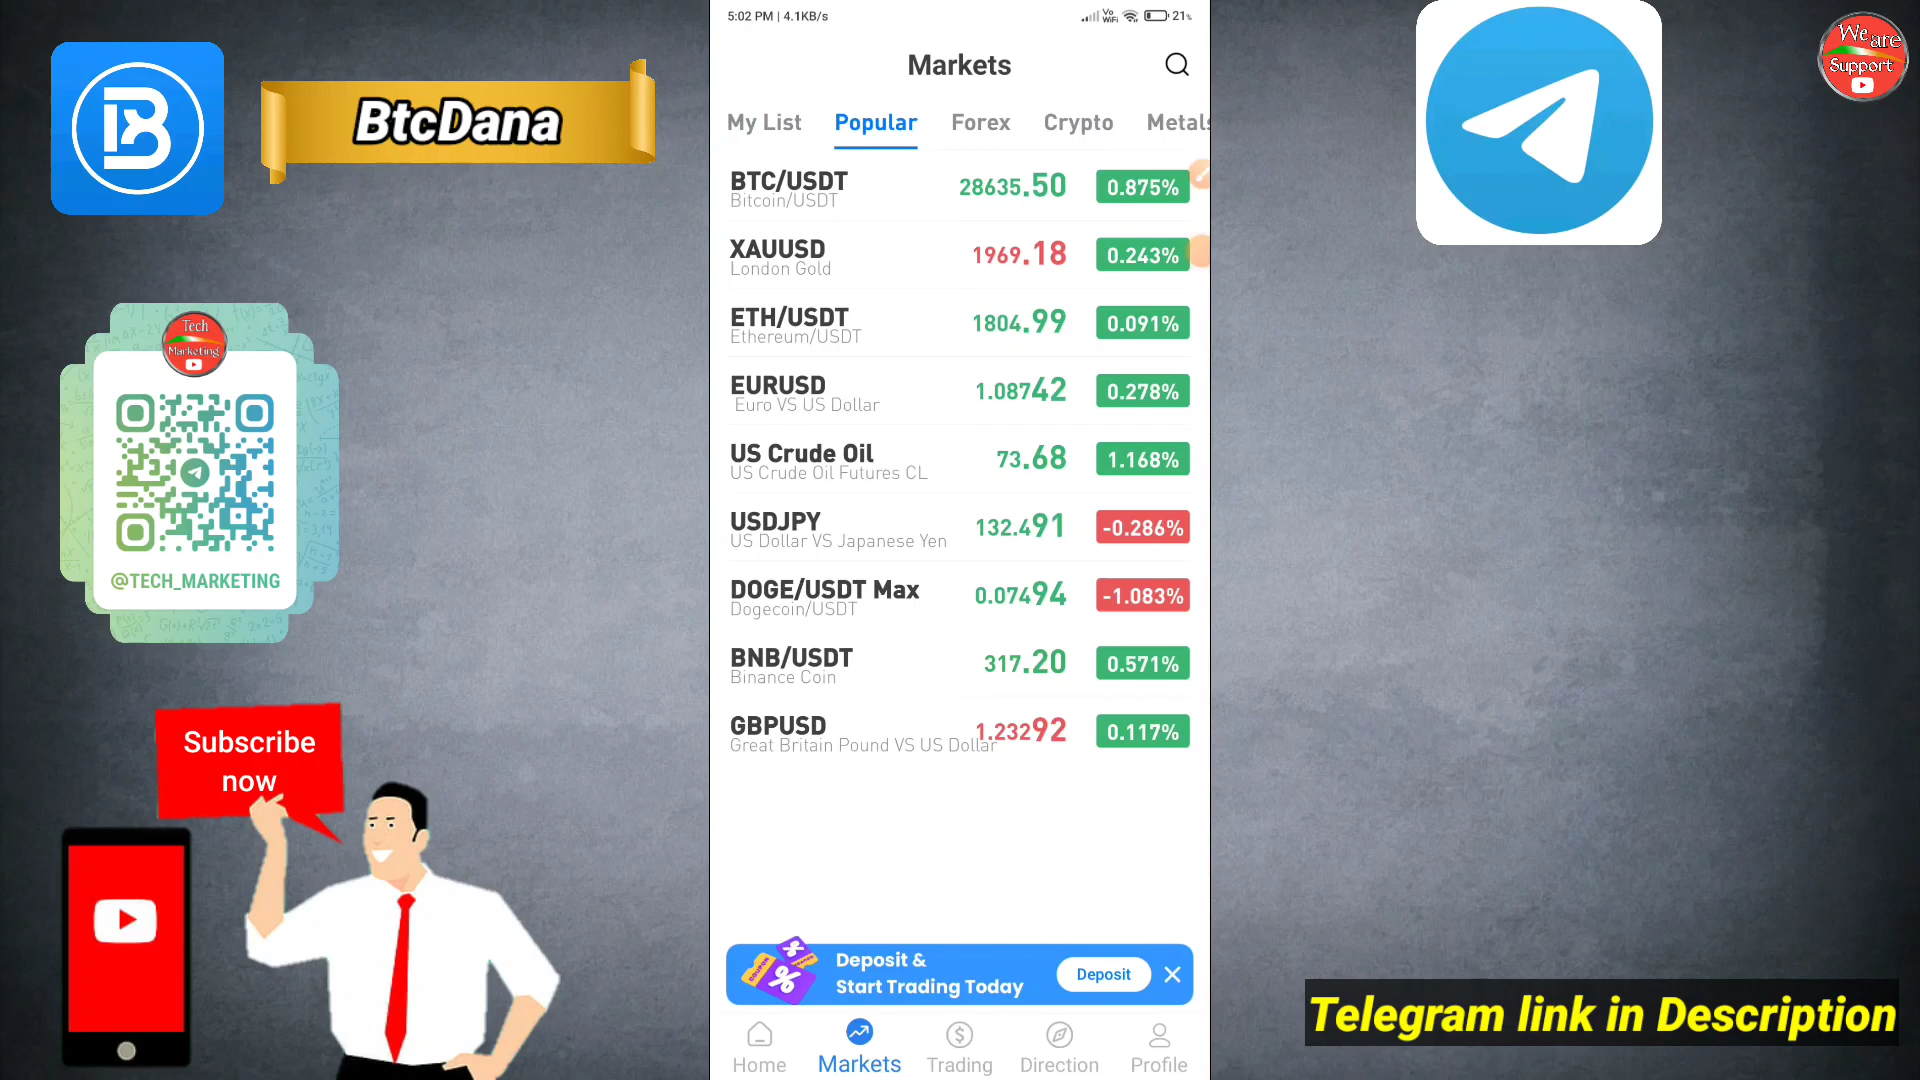 BtcDana
Tech
Marketing
@TECH_MARKETING
Subscribe
now
5:02 PM | 4.1KB/s
Vo
WiFi
21%
Markets
My List Popular Forex Crypto Metals
BTC/USDT 28635.50 0.875%
Bitcoin/USDT
XAUUSD 1969.18 0.243%
London Gold
ETH/USDT 1804.99 0.091%
Ethereum/USDT
EURUSD 1.08742 0.278%
Euro VS US Dollar
US Crude Oil 73.68 1.168%
US Crude Oil Futures CL
USDJPY 132.491 -0.286%
US Dollar VS Japanese Yen
DOGE/USDT Max 0.07494 -1.083%
Dogecoin/USDT
BNB/USDT 317.20 0.571%
Binance Coin
GBPUSD 1.23292 0.117%
Great Britain Pound VS US Dollar
Deposit &
Start Trading Today
Deposit
Home Markets Trading Direction Profile
We are
Support
Telegram link in Description